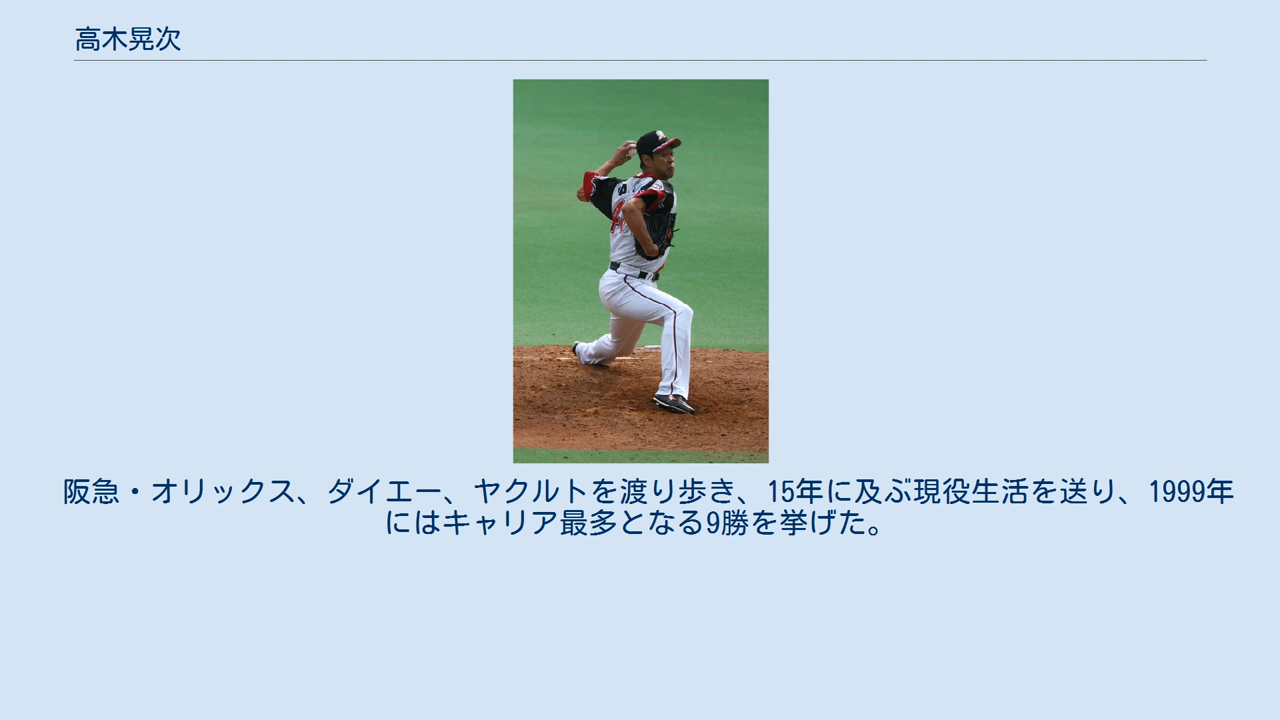 高木晃次
阪急・オリックス、ダイエー、ヤクルトを渡り歩き、15年に及ぶ現役生活を送り、1999年
にはキャリア最多となる9勝を挙げた。